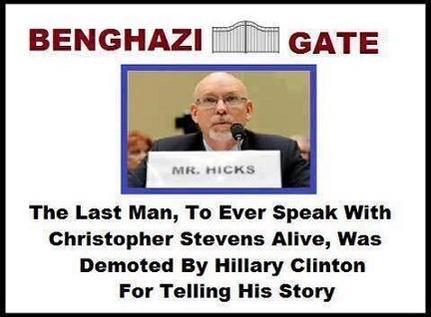 BENGHAZI GATE
MR. HICKS
The Last Man, To Ever Speak With
Christopher Stevens Alive, Was
Demoted By Hillary Clinton
For Telling His Story